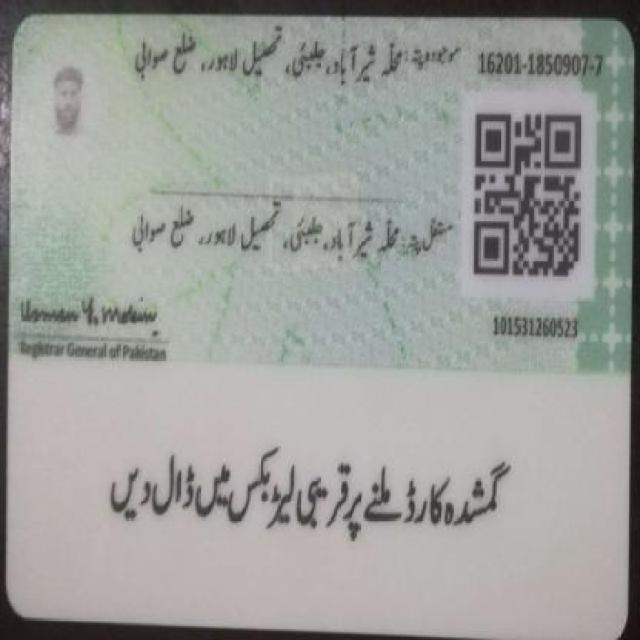 موجودہ پتہ: محلہ شیر آباد، جلبئی، تحصیل لاہور، ضلع صوابی
16201-1850907-7
مستقل پتہ: محلہ شیر آباد، جلبئی، تحصیل لاہور، ضلع صوابی
101531260523
Usman Y. Mobin
Registrar General of Pakistan
گمشدہ کارڈ ملنے پر قریبی لیٹر بکس میں ڈال دیں